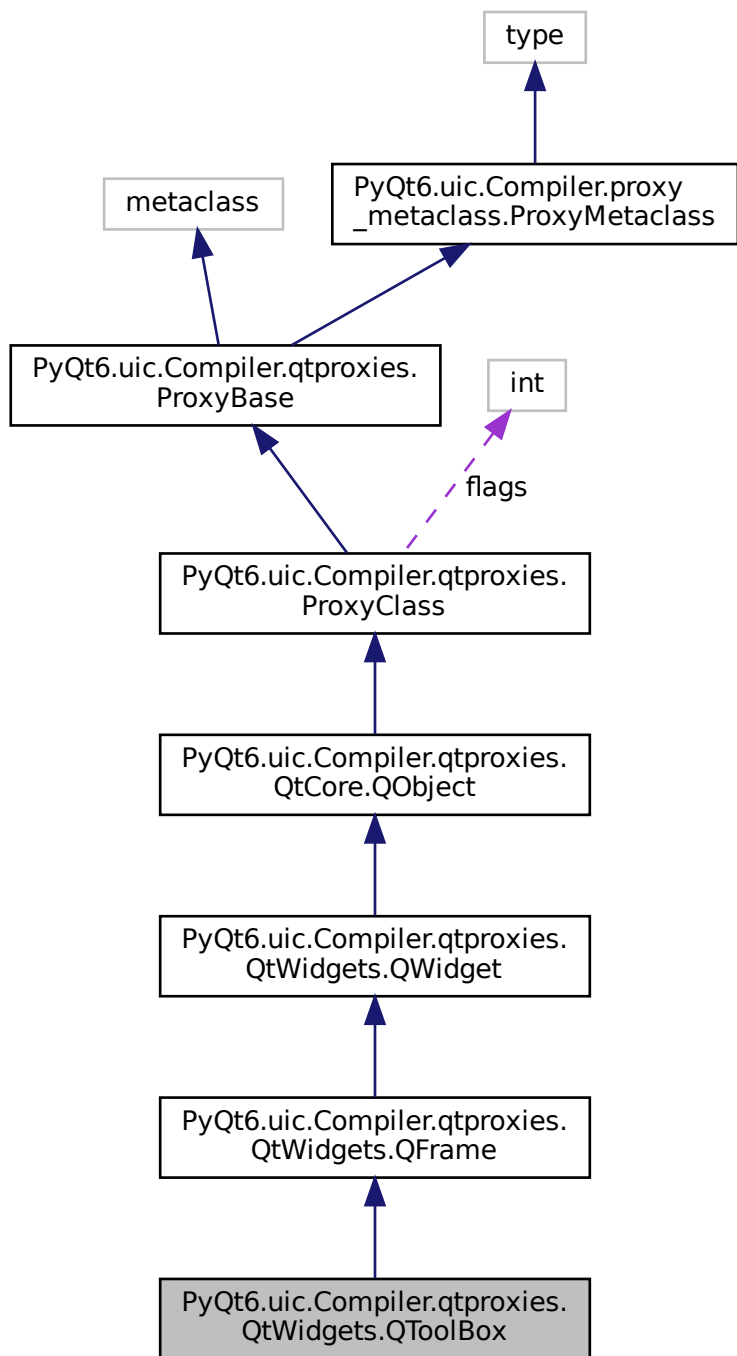 type
PyQt6.uic.Compiler.proxy
_metaclass.ProxyMetaclass
metaclass
PyQt6.uic.Compiler.qtproxies.
ProxyBase
int
flags
PyQt6.uic.Compiler.qtproxies.
ProxyClass
PyQt6.uic.Compiler.qtproxies.
QtCore.QObject
PyQt6.uic.Compiler.qtproxies.
QtWidgets.QWidget
PyQt6.uic.Compiler.qtproxies.
QtWidgets.QFrame
PyQt6.uic.Compiler.qtproxies.
QtWidgets.QToolBox